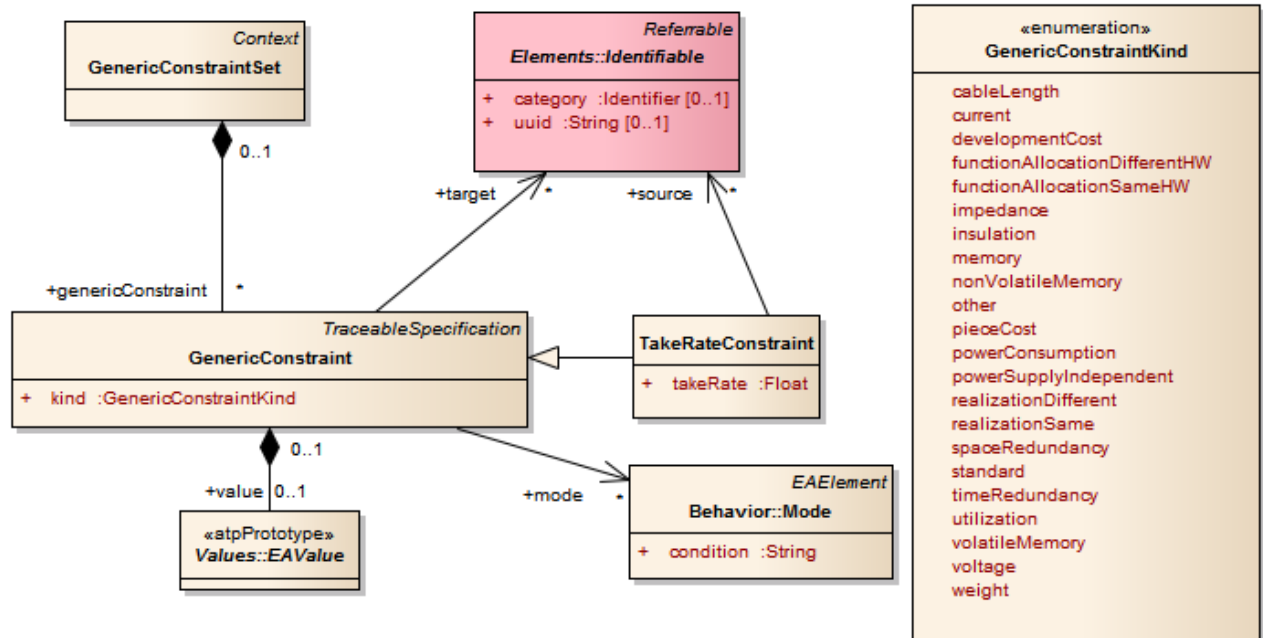 Context
GenericConstraintSet
0..1
+genericConstraint *
Referrable
Elements::Identifiable
+ category :Identifier [0..1]
+ uuid :String [0..1]
+target *
+source *
TraceableSpecification
GenericConstraint
+ kind :GenericConstraintKind
TakeRateConstraint
+ takeRate :Float
0..1
+value 0..1
«atpPrototype»
Values::EAValue
+mode *
EAElement
Behavior::Mode
+ condition :String
«enumeration»
GenericConstraintKind
cableLength
current
developmentCost
functionAllocationDifferentHW
functionAllocationSameHW
impedance
insulation
memory
nonVolatileMemory
other
pieceCost
powerConsumption
powerSupplyIndependent
realizationDifferent
realizationSame
spaceRedundancy
standard
timeRedundancy
utilization
volatileMemory
voltage
weight